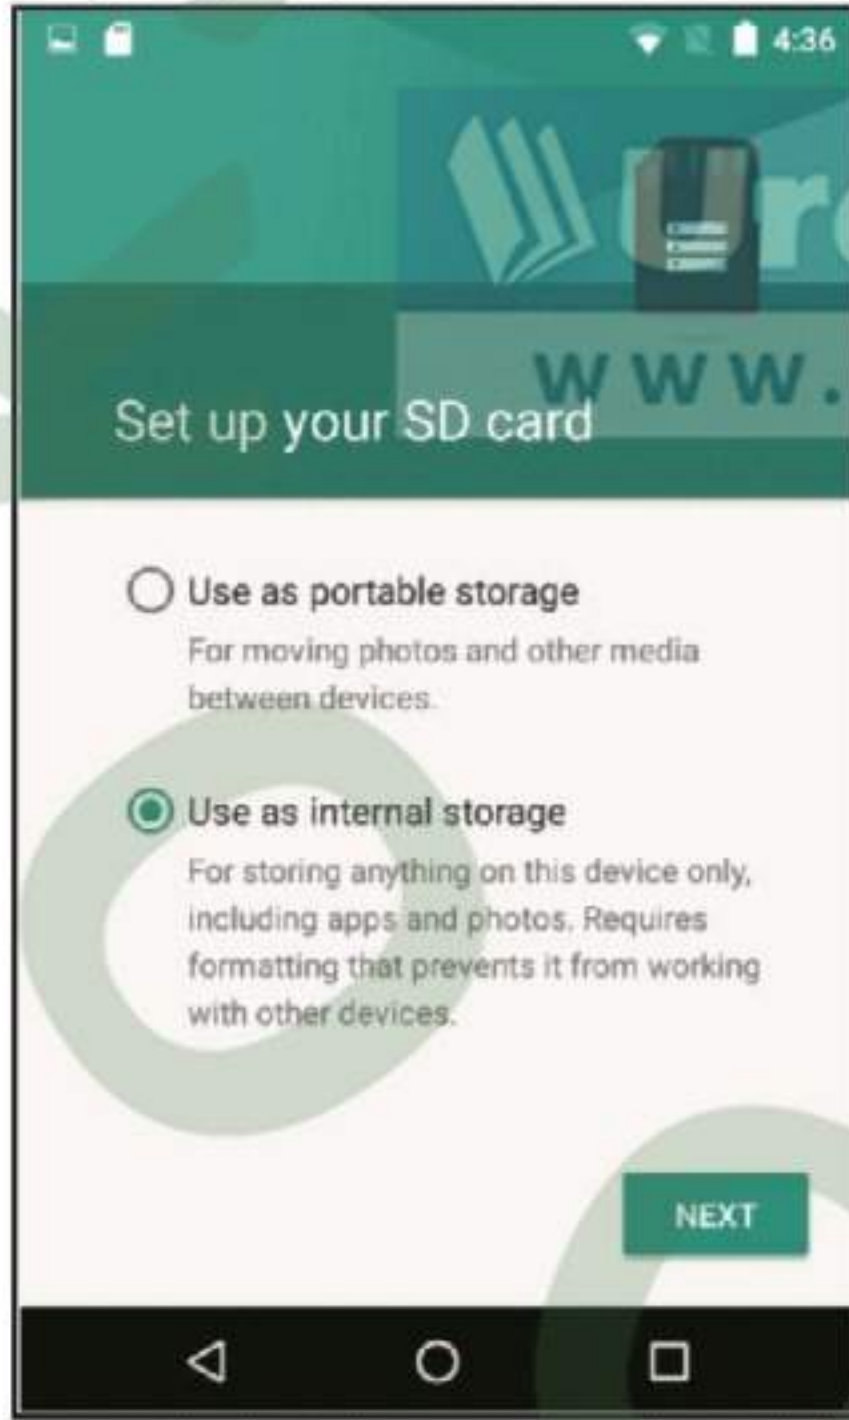 4:36
WWW.
Set up your SD card
Use as portable storage
For moving photos and other media
between devices.
Use as internal storage
For storing anything on this device only,
including apps and photos. Requires
formatting that prevents it from working
with other devices.
NEXT